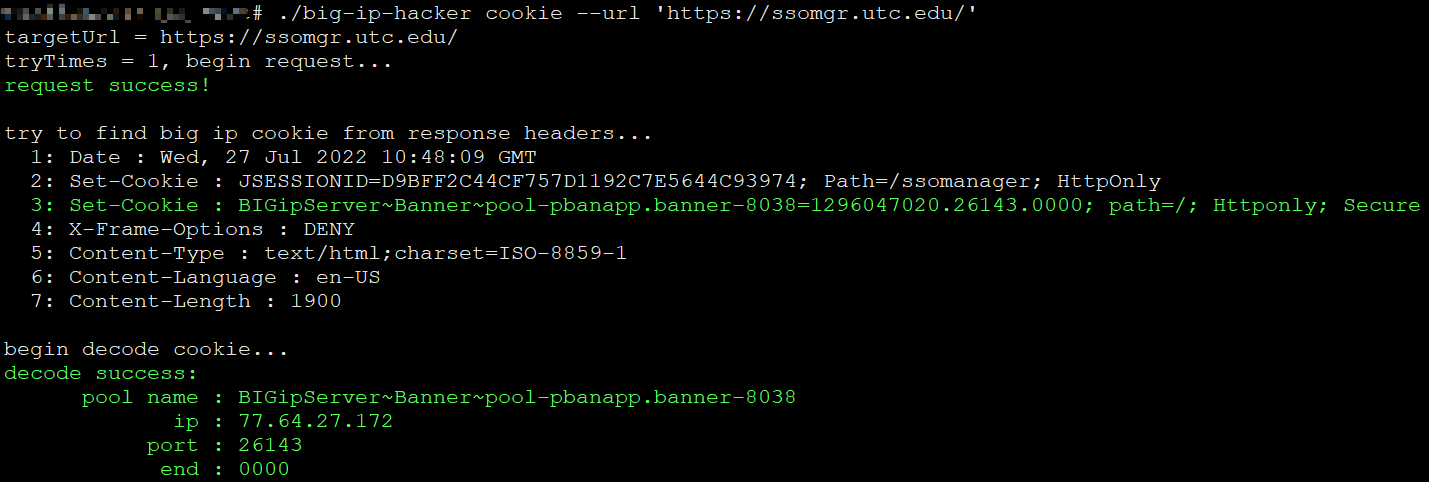 # ./big-ip-hacker cookie --url 'https://ssomgr.utc.edu/'
targetUrl = https://ssomgr.utc.edu/
tryTimes = 1, begin request...
request success!
try to find big ip cookie from response headers...
1: Date : Wed, 27 Jul 2022 10:48:09 GMT
2: Set-Cookie : JSESSIONID=D9BFF2C44CF757D1192C7E5644C93974; Path=/ssomanager; HttpOnly
3: Set-Cookie : BIGipServer~Banner~pool-pbanapp.banner-8038=1296047020.26143.0000; path=/; Httponly; Secure
4: X-Frame-Options : DENY
5: Content-Type : text/html;charset=ISO-8859-1
6: Content-Language : en-US
7: Content-Length : 1900
begin decode cookie...
decode success:
pool name : BIGipServer~Banner~pool-pbanapp.banner-8038
ip : 77.64.27.172
port : 26143
end : 0000